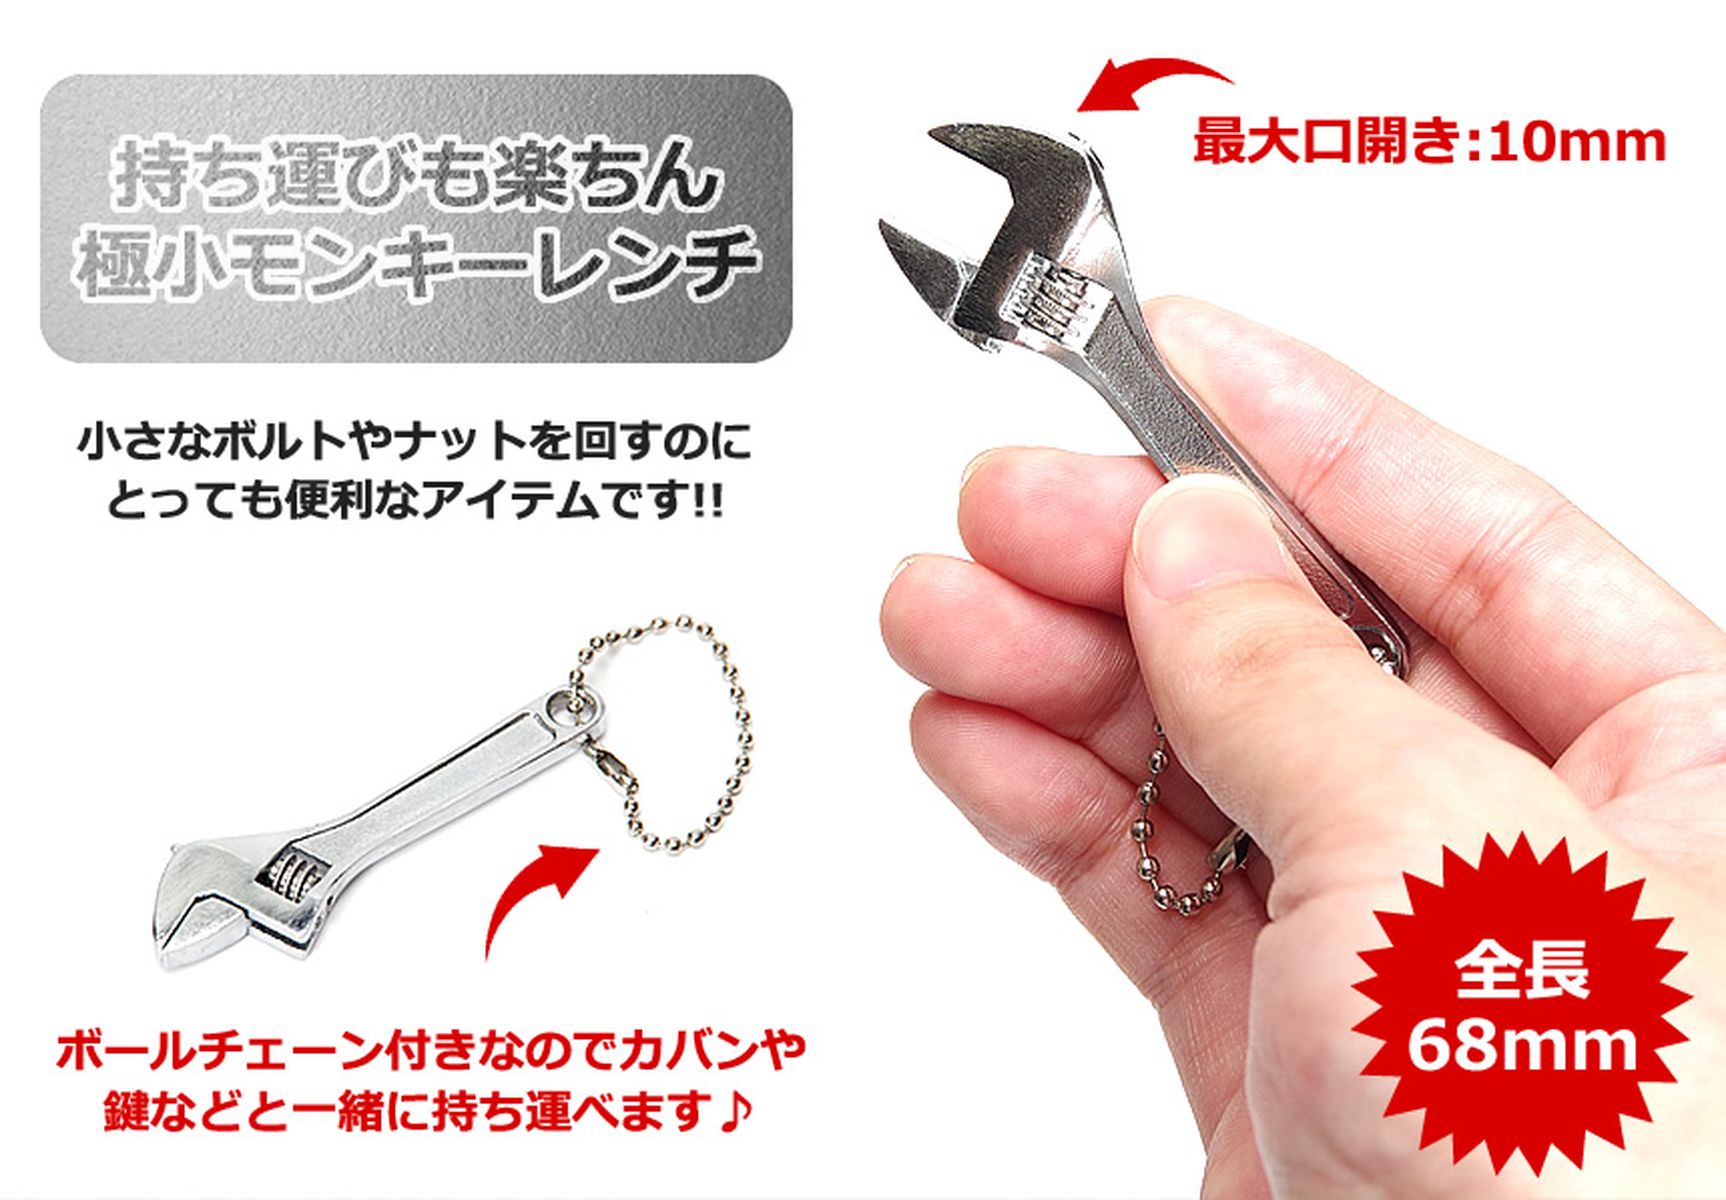 持ち運びも楽ちん
極小モンキーレンチ
小さなボルトやナットを回すのに
とっても便利なアイテムです!!
最大口開き:10mm
ボールチェーン付きなのでカバンや
鍵などと一緒に持ち運べます♪
全長
68mm